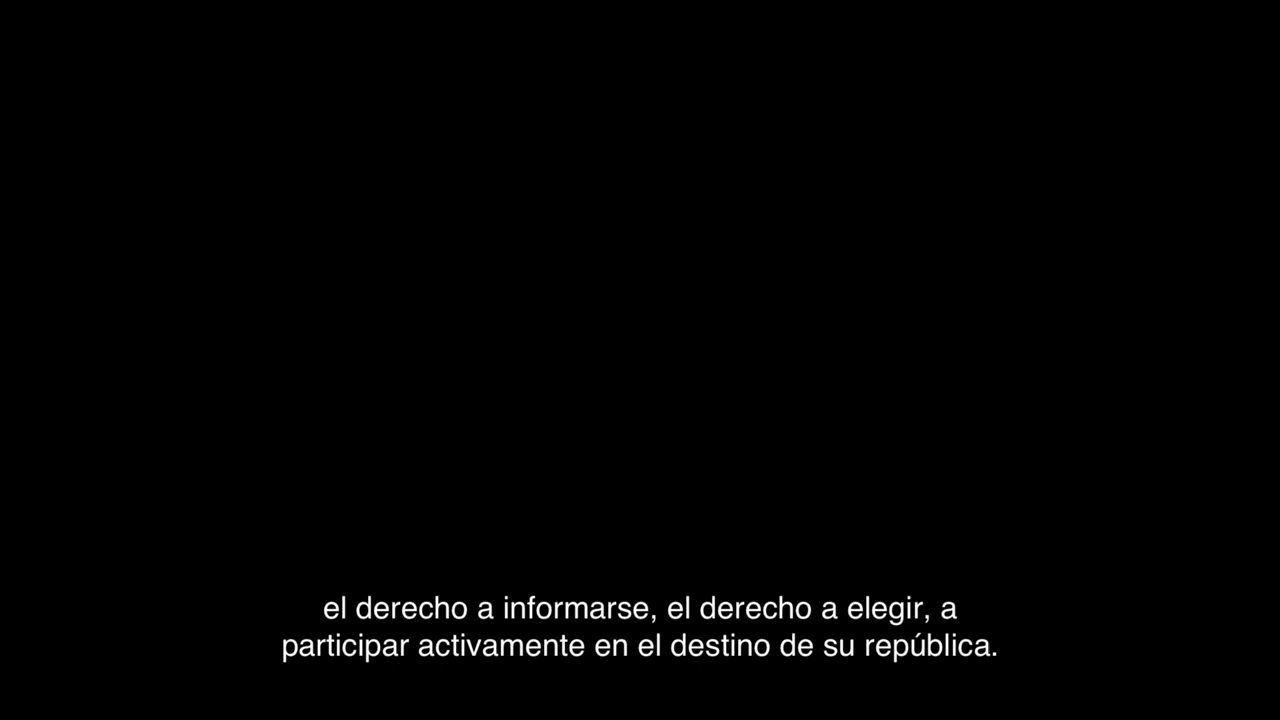 el derecho a informarse, el derecho a elegir, a
participar activamente en el destino de su república.